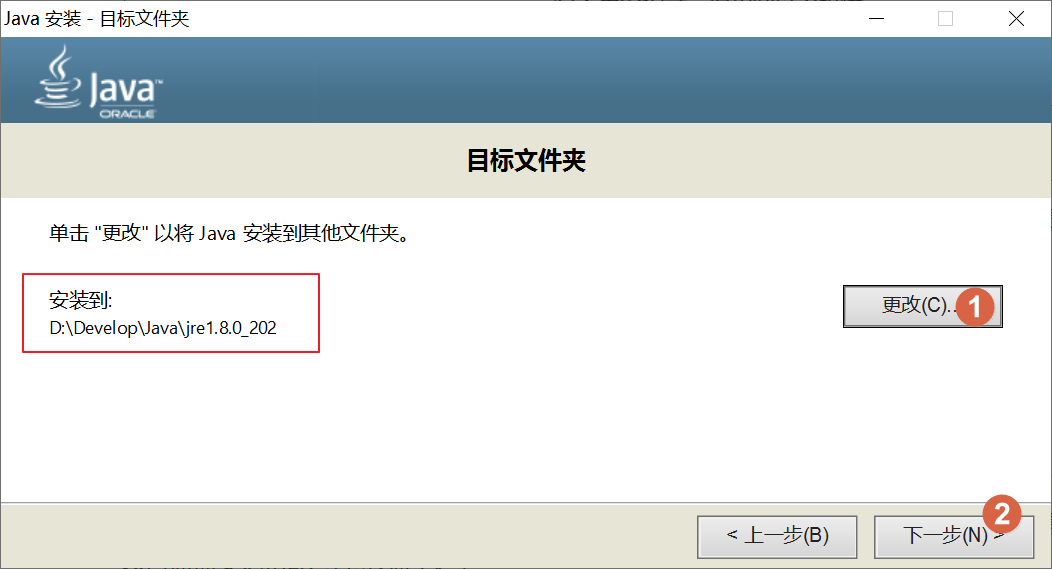 Java 安装 - 目标文件夹
Java™
ORACLE
目标文件夹
单击 "更改" 以将 Java 安装到其他文件夹。
安装到:
D:\Develop\Java\jre1.8.0_202
更改(C)..
1
2
< 上一步(B)
下一步(N) >